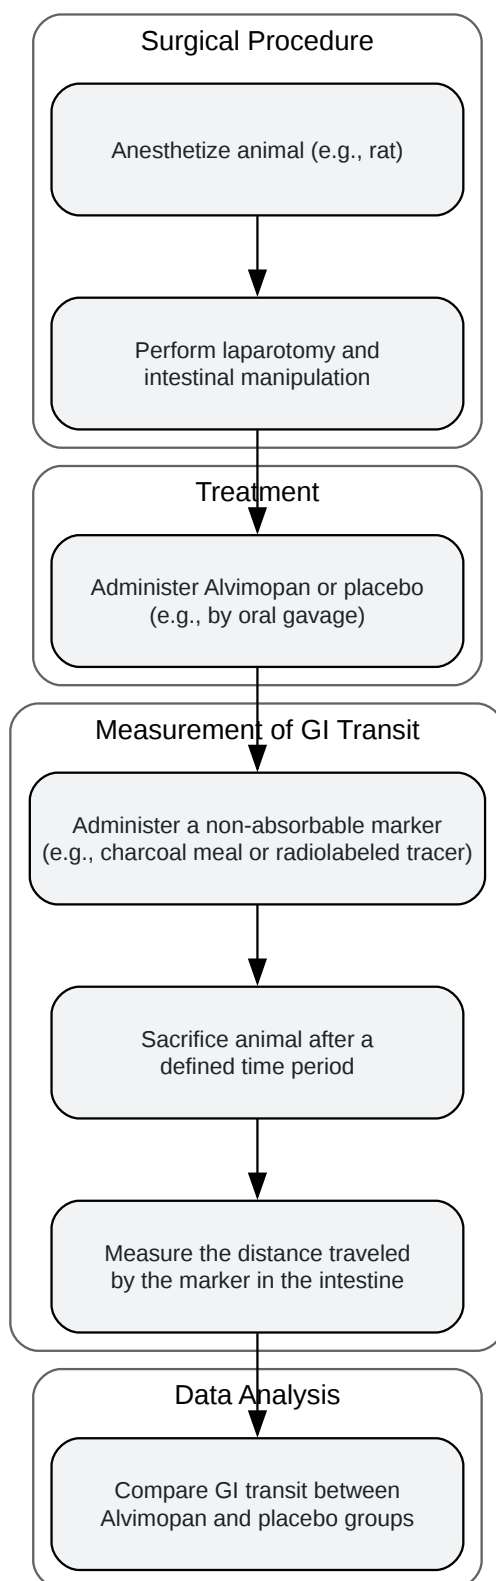 Surgical Procedure
Anesthetize animal (e.g., rat)
Perform laparotomy and
intestinal manipulation
Treatment
Administer Alvimopan or placebo
(e.g., by oral gavage)
Measurement of GI Transit
Administer a non-absorbable marker
(e.g., charcoal meal or radiolabeled tracer)
Sacrifice animal after a
defined time period
Measure the distance traveled
by the marker in the intestine
Data Analysis
Compare GI transit between
Alvimopan and placebo groups